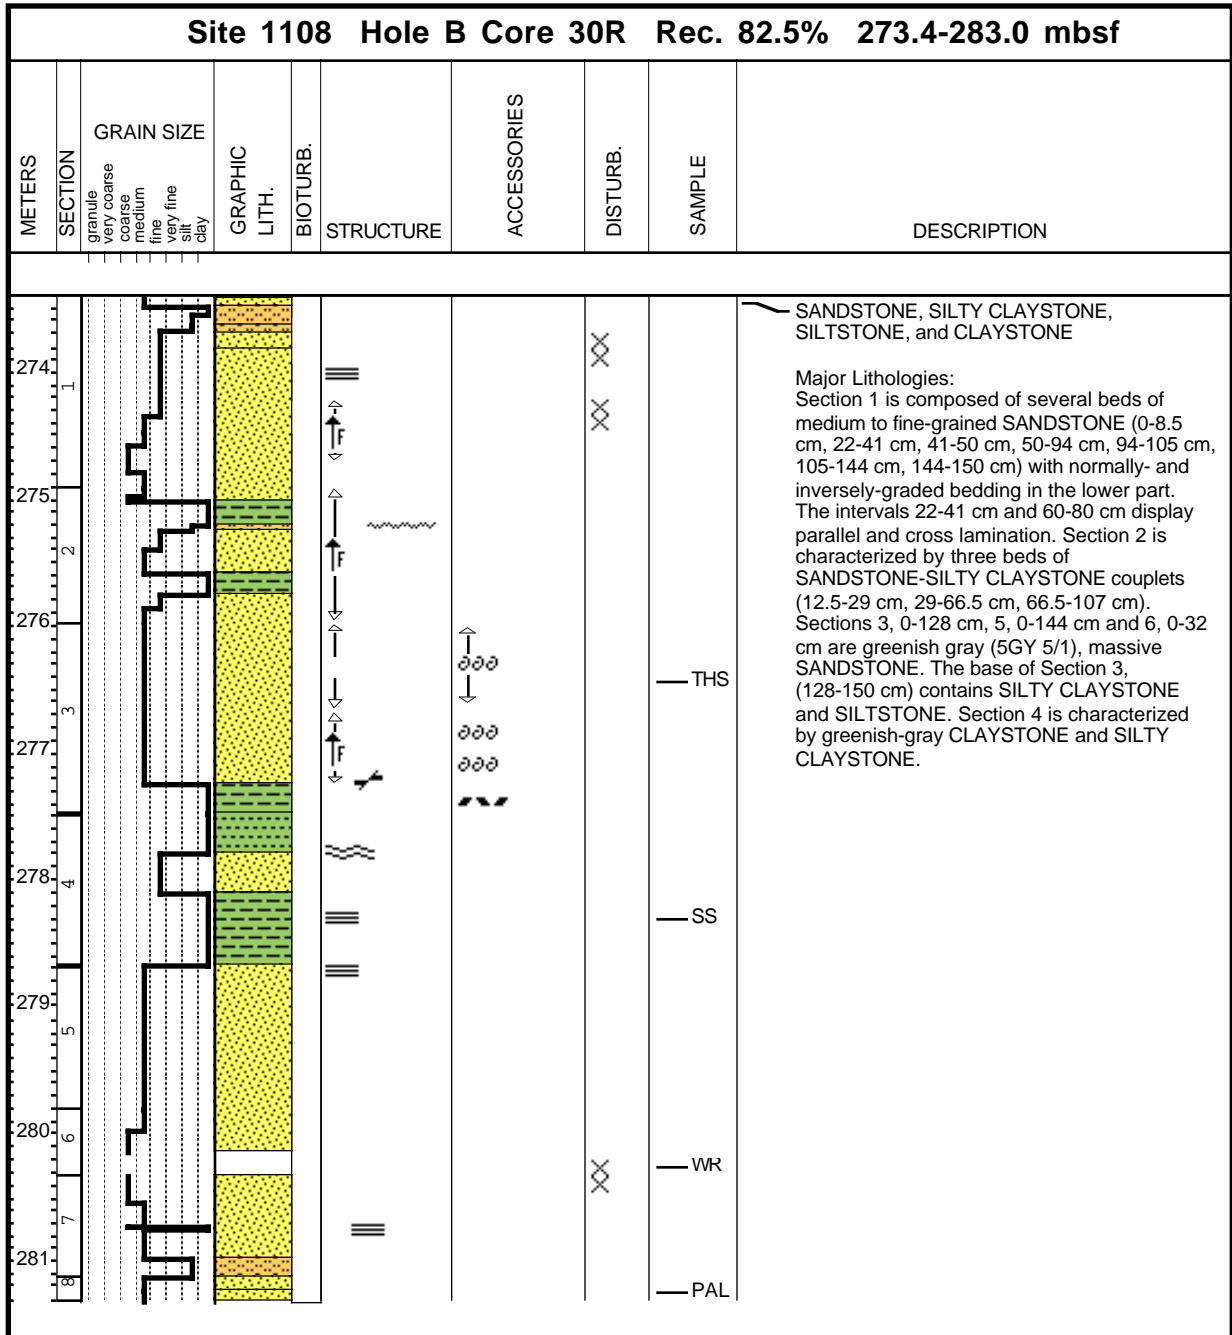 Site 1108 Hole B Core 30R Rec. 82.5% 273.4-283.0 mbsf
METERS
SECTION
GRAIN SIZE
granule
very coarse
coarse
medium
fine
very fine
silt
clay
GRAPHIC
LITH.
BIOTURB.
STRUCTURE
ACCESSORIES
DISTURB.
SAMPLE
DESCRIPTION
274
275
276
277
278
279
280
281
1
2
3
4
5
6
7
8
F
F
F
THS
SS
WR
PAL
SANDSTONE, SILTY CLAYSTONE,
SILTSTONE, and CLAYSTONE
Major Lithologies:
Section 1 is composed of several beds of
medium to fine-grained SANDSTONE (0-8.5
cm, 22-41 cm, 41-50 cm, 50-94 cm, 94-105 cm,
105-144 cm, 144-150 cm) with normally- and
inversely-graded bedding in the lower part.
The intervals 22-41 cm and 60-80 cm display
parallel and cross lamination. Section 2 is
characterized by three beds of
SANDSTONE-SILTY CLAYSTONE couplets
(12.5-29 cm, 29-66.5 cm, 66.5-107 cm).
Sections 3, 0-128 cm, 5, 0-144 cm and 6, 0-32
cm are greenish gray (5GY 5/1), massive
SANDSTONE. The base of Section 3,
(128-150 cm) contains SILTY CLAYSTONE
and SILTSTONE. Section 4 is characterized
by greenish-gray CLAYSTONE and SILTY
CLAYSTONE.